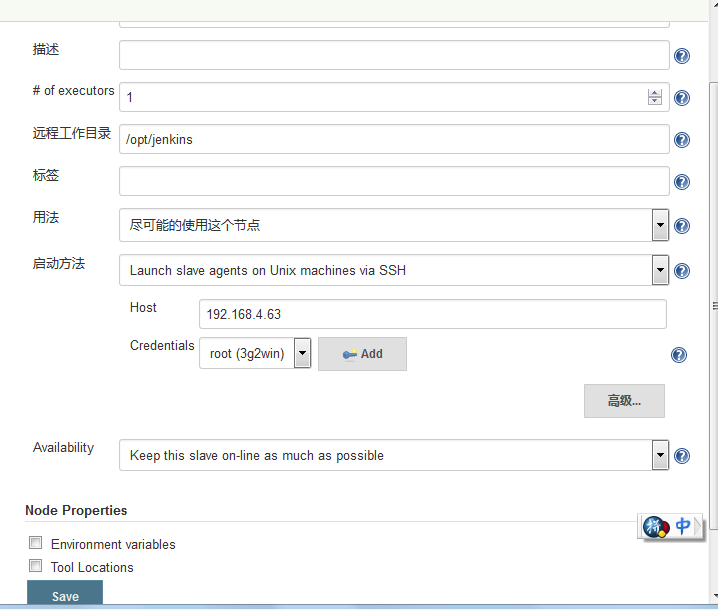 描述
# of executors 1
远程工作目录 /opt/jenkins
标签
用法 尽可能的使用这个节点
启动方法 Launch slave agents on Unix machines via SSH
Host 192.168.4.63
Credentials root (3g2win) Add
高级...
Availability Keep this slave on-line as much as possible
Node Properties
中
Environment variables
Tool Locations
Save